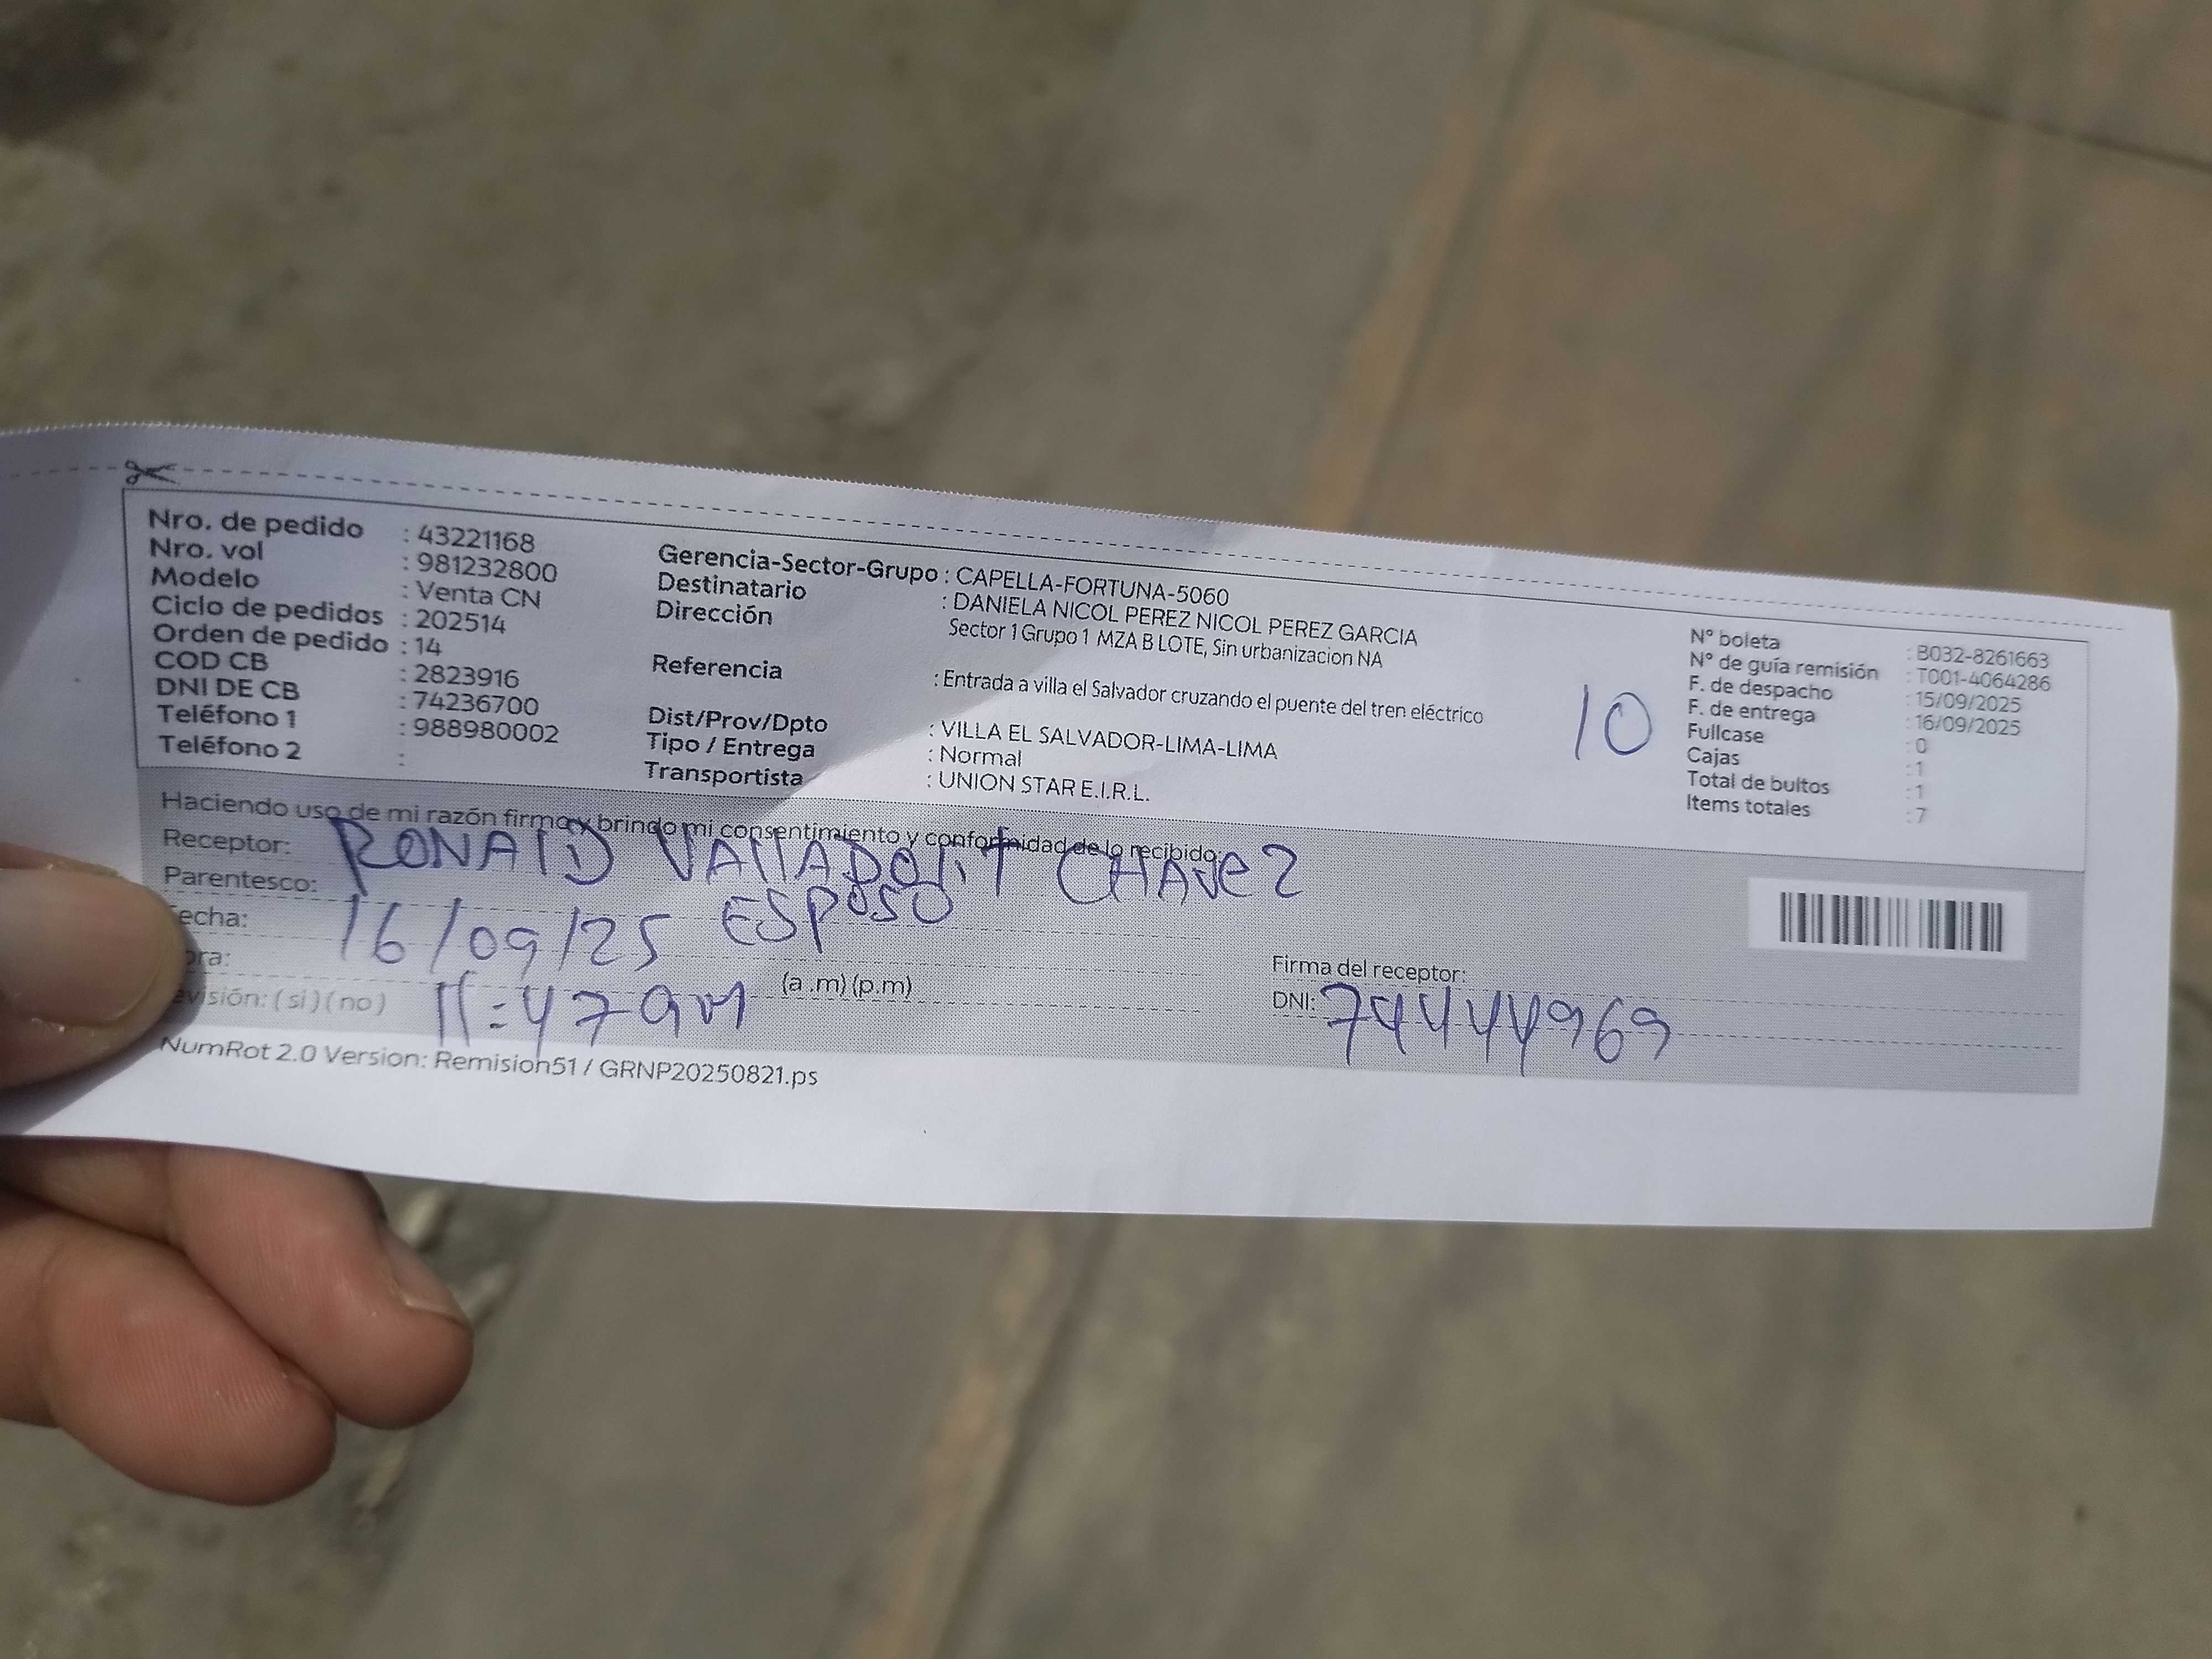 Nro. de pedido : 43221168
Nro. vol : 981232800
Modelo : Venta CN
Ciclo de pedidos : 202514
Orden de pedido : 14
COD CB : 2823916
DNI DE CB : 74236700
Teléfono 1 : 988980002
Teléfono 2 :
Gerencia-Sector-Grupo : CAPELLA-FORTUNA-5060
Destinatario : DANIELA NICOL PEREZ NICOL PEREZ GARCIA
Dirección Sector 1 Grupo 1 MZA B LOTE, Sin urbanizacion NA
Referencia : Entrada a villa el Salvador cruzando el puente del tren eléctrico
Dist/Prov/Dpto : VILLA EL SALVADOR-LIMA-LIMA
Tipo / Entrega : Normal
Transportista : UNION STAR E.I.R.L.
10
N° boleta : B032-8261663
N° de guía remisión : T001-4064286
F. de despacho : 15/09/2025
F. de entrega : 16/09/2025
Fullcase : 0
Cajas : 1
Total de bultos : 1
Items totales : 7
Haciendo uso de mi razón firmo y brindo mi consentimiento y conformidad de lo recibido:
Receptor: RONALD CHAVEZ
Parentesco: ESPOSO
echa: 16/09/25
ora: 11:47 am (a.m) (p.m)
evisión: (si) (no)
Firma del receptor:
DNI: 74444969
NumRot 2.0 Version: Remision51 / GRNP20250821.ps